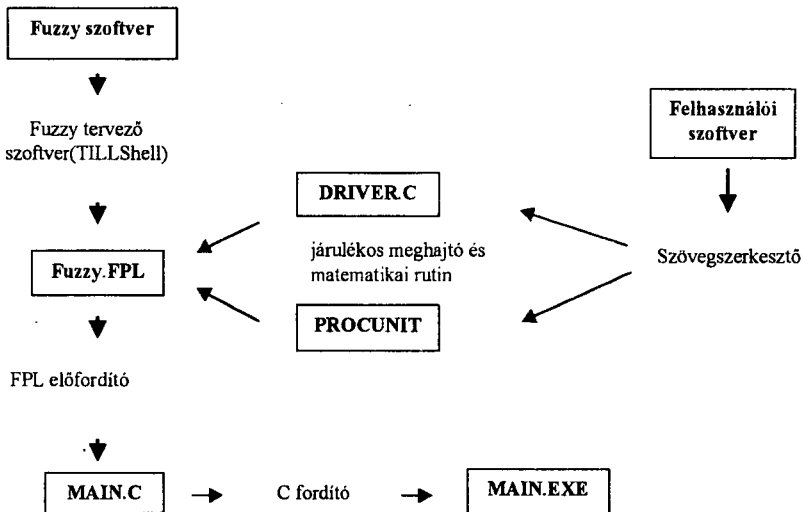 Fuzzy szoftver
Fuzzy tervező
szoftver(TILLShell)
Felhasználói
szoftver
DRIVER.C
járulékos meghajtó és
matematikai rutin
Szövegszerkesztő
Fuzzy.FPL
PROCUNIT
FPL előfordító
MAIN.C
C fordító
MAIN.EXE